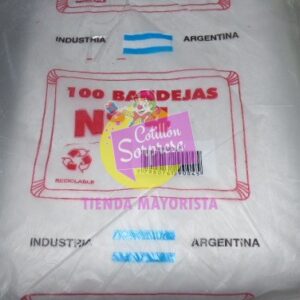 INDUSTRIA ARGENTINA
100 BANDEJAS
Cotillón
Sorpresa
RECICLABLE
TIENDA MAYORISTA
INDUSTRIA ARGENTINA